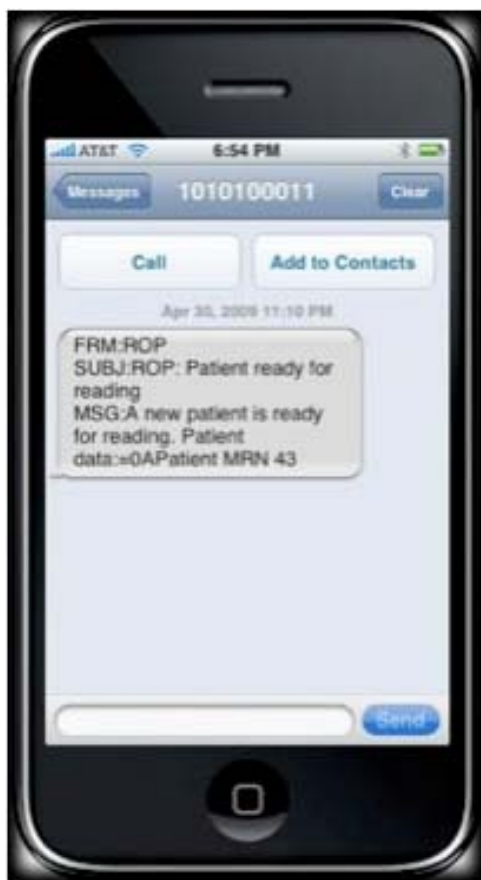 AT&T 6:54 PM
Messages 1010100011 Clear
Call Add to Contacts
Apr 30, 2009 11:10 PM
FRM:ROP
SUBJ:ROP: Patient ready for
reading
MSG:A new patient is ready
for reading. Patient
data:=0APatient MRN 43
Send